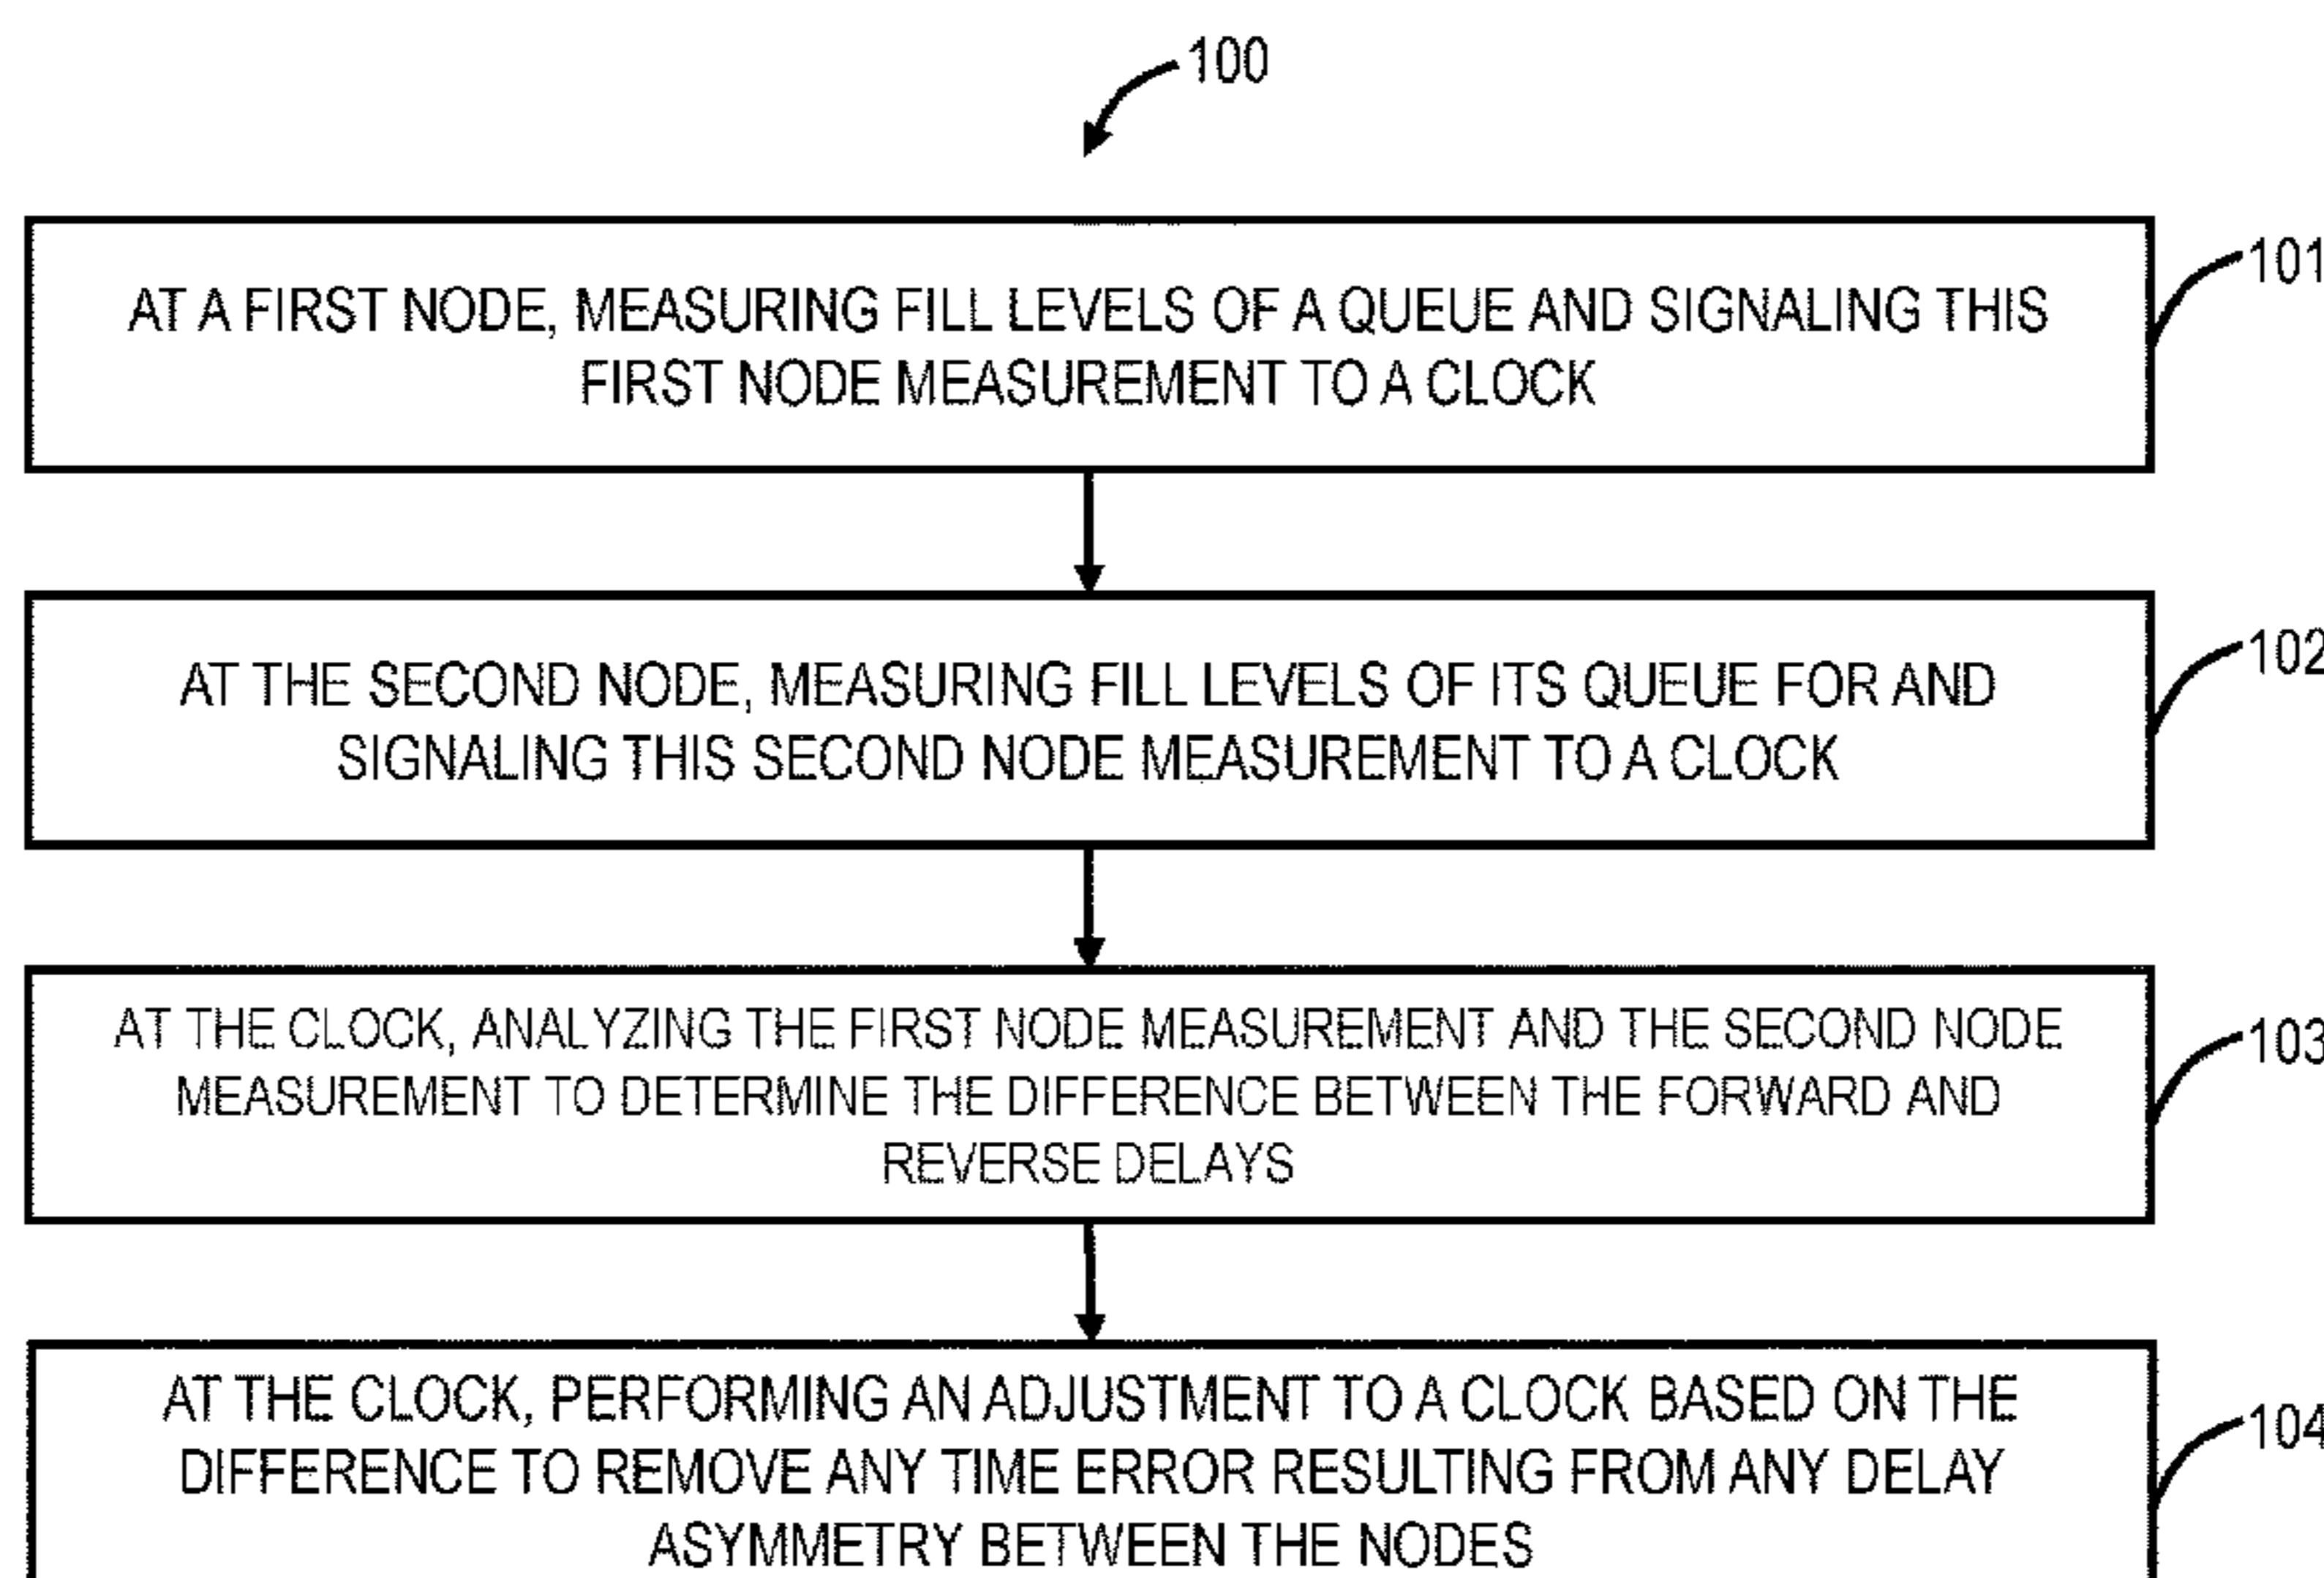 100
AT A FIRST NODE, MEASURING FILL LEVELS OF A QUEUE AND SIGNALING THIS
FIRST NODE MEASUREMENT TO A CLOCK
101
AT THE SECOND NODE, MEASURING FILL LEVELS OF ITS QUEUE FOR AND
SIGNALING THIS SECOND NODE MEASUREMENT TO A CLOCK
102
AT THE CLOCK, ANALYZING THE FIRST NODE MEASUREMENT AND THE SECOND NODE
MEASUREMENT TO DETERMINE THE DIFFERENCE BETWEEN THE FORWARD AND
REVERSE DELAYS
103
AT THE CLOCK, PERFORMING AN ADJUSTMENT TO A CLOCK BASED ON THE
DIFFERENCE TO REMOVE ANY TIME ERROR RESULTING FROM ANY DELAY
ASYMMETRY BETWEEN THE NODES
104